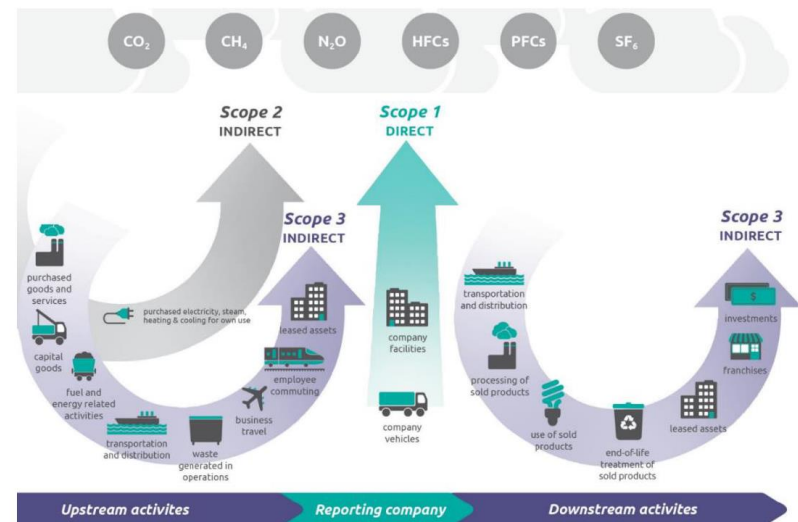 CO₂
CH₄
N₂O
HFCs
PFCs
SF₆
Scope 2
INDIRECT
Scope 1
DIRECT
Scope 3
INDIRECT
Scope 3
INDIRECT
purchased
goods and
services
capital
goods
fuel and
energy related
activities
transportation
and distribution
waste
generated in
operations
business
travel
employee
commuting
leased assets
purchased electricity, steam,
heating & cooling for own use
company
facilities
company
vehicles
transportation
and distribution
processing of
sold products
use of sold
products
end-of-life
treatment of
sold products
leased assets
franchises
$
investments
Upstream activites
Reporting company
Downstream activites